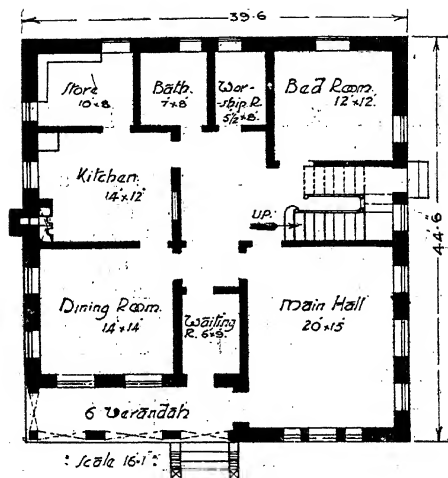 39.6
Store
10'×8'
Bath.
7'×8'
Wor-
ship R.
5½'×8'
Bed Room.
12'×12'
Kitchen
14'×12'
UP.
44.6
Dining Room.
14'×14'
Waiting
R. 6'×9'
Main Hall
20'×15'
6' Verandah
: Scale 16'-1"